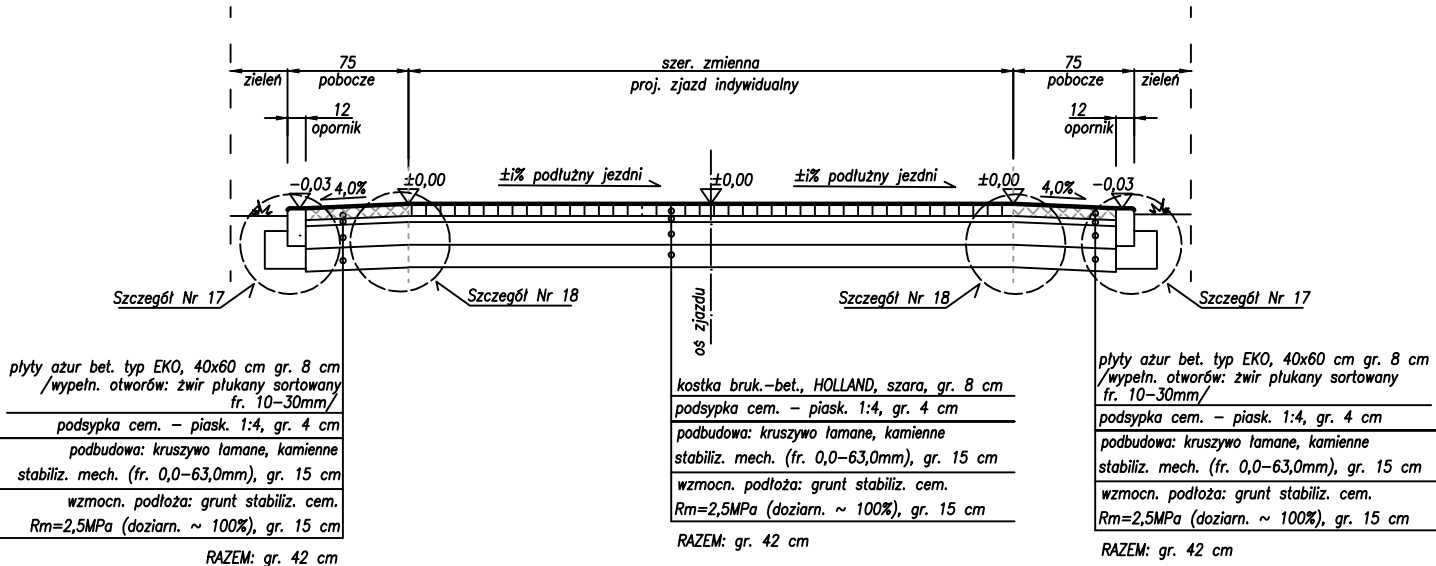 75
szer. zmienna
75
zieleń
pobocze
proj. zjazd indywidualny
pobocze
zieleń
12
opornik
12
opornik
-0,03
4,0%
±0,00
±i% podłużny jezdni
±0,00
±i% podłużny jezdni
±0,00
4,0%
-0,03
Szczegół Nr 17
Szczegół Nr 18
oś zjazdu
Szczegół Nr 18
Szczegół Nr 17
płyty ażur bet. typ EKO, 40x60 cm gr. 8 cm
/wypełn. otworów: żwir płukany sortowany
fr. 10-30mm/
podsypka cem. - piask. 1:4, gr. 4 cm
podbudowa: kruszywo łamane, kamienne
stabiliz. mech. (fr. 0,0-63,0mm), gr. 15 cm
wzmocn. podłoża: grunt stabiliz. cem.
Rm=2,5MPa (doziarn. ~ 100%), gr. 15 cm
RAZEM: gr. 42 cm
kostka bruk.-bet., HOLLAND, szara, gr. 8 cm
podsypka cem. - piask. 1:4, gr. 4 cm
podbudowa: kruszywo łamane, kamienne
stabiliz. mech. (fr. 0,0-63,0mm), gr. 15 cm
wzmocn. podłoża: grunt stabiliz. cem.
Rm=2,5MPa (doziarn. ~ 100%), gr. 15 cm
RAZEM: gr. 42 cm
płyty ażur bet. typ EKO, 40x60 cm gr. 8 cm
/wypełn. otworów: żwir płukany sortowany
fr. 10-30mm/
podsypka cem. - piask. 1:4, gr. 4 cm
podbudowa: kruszywo łamane, kamienne
stabiliz. mech. (fr. 0,0-63,0mm), gr. 15 cm
wzmocn. podłoża: grunt stabiliz. cem.
Rm=2,5MPa (doziarn. ~ 100%), gr. 15 cm
RAZEM: gr. 42 cm